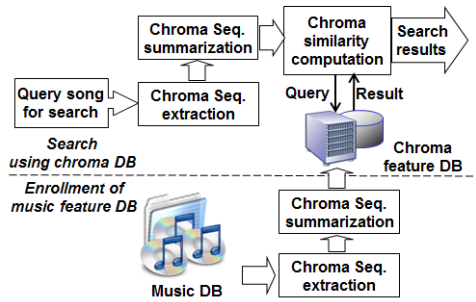 Chroma Seq.
summarization
Chroma
similarity
computation
Search
results
Query song
for search
Chroma Seq.
extraction
Query
Result
Search
using chroma DB
Chroma
feature DB
Enrollment of
music feature DB
Chroma Seq.
summarization
Music DB
Chroma Seq.
extraction